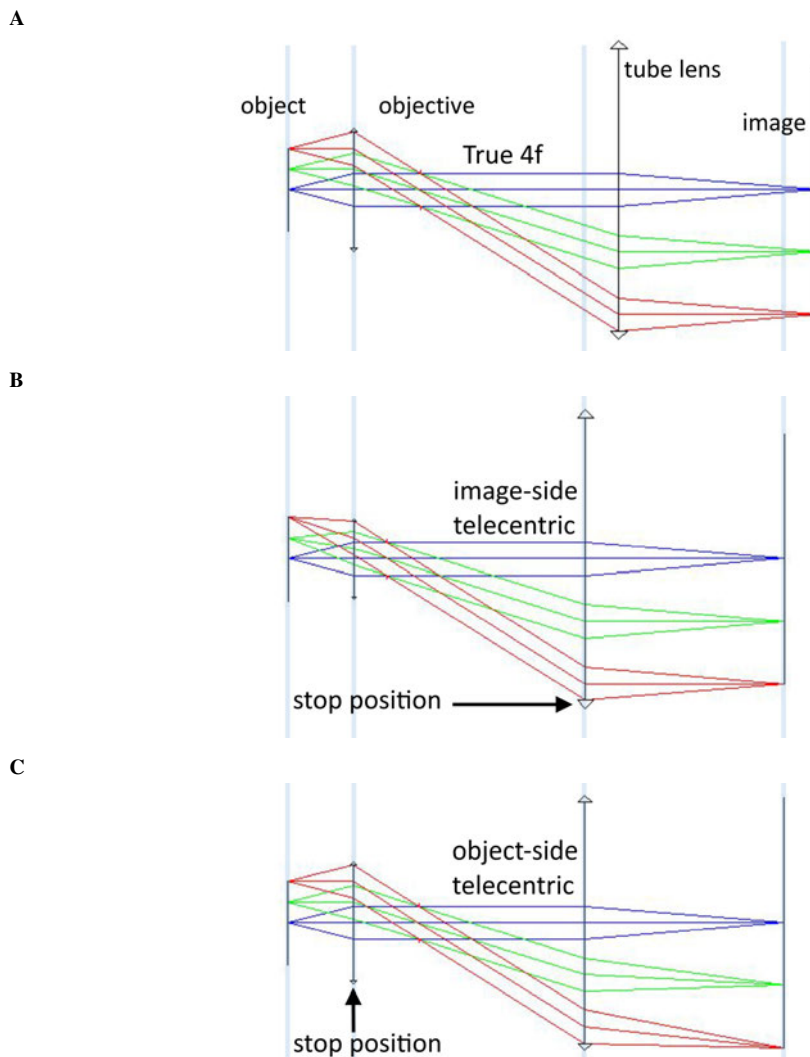 A
object
objective
tube lens
image
True 4f
B
image-side
telecentric
stop position
C
object-side
telecentric
stop position